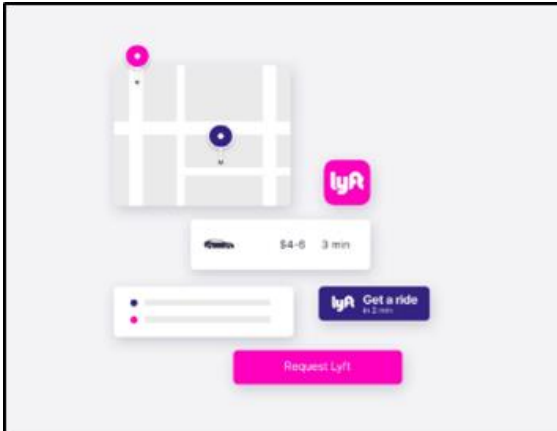 lyft
$4-6 3 min
lyft Get a ride
in 2 min
Request Lyft